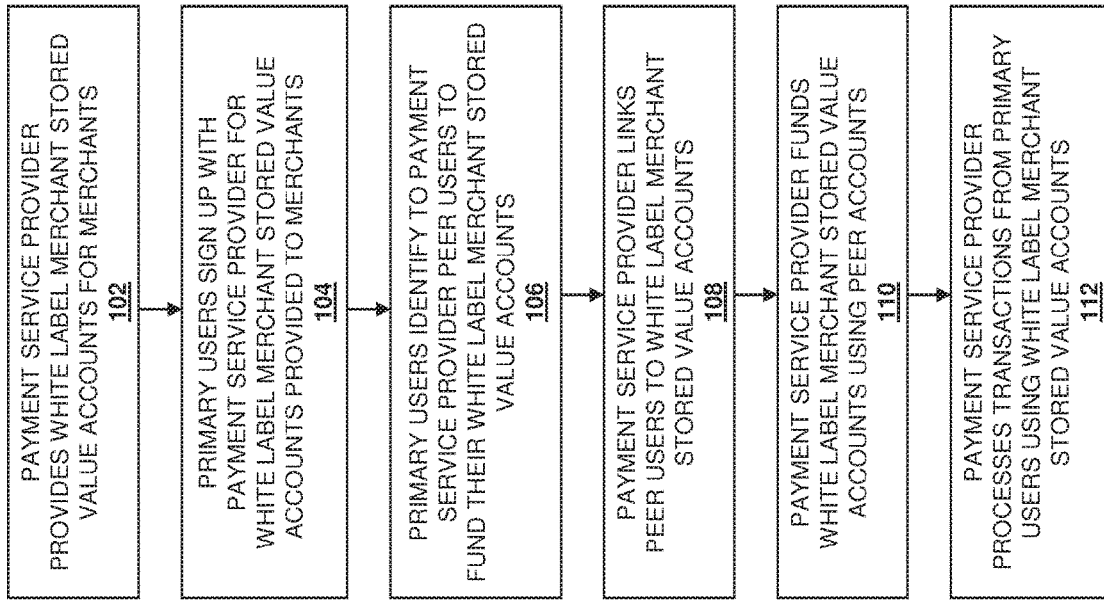 PAYMENT SERVICE PROVIDER
PROVIDES WHITE LABEL MERCHANT STORED
VALUE ACCOUNTS FOR MERCHANTS
102
PRIMARY USERS SIGN UP WITH
PAYMENT SERVICE PROVIDER FOR
WHITE LABEL MERCHANT STORED VALUE
ACCOUNTS PROVIDED TO MERCHANTS
104
PRIMARY USERS IDENTIFY TO PAYMENT
SERVICE PROVIDER PEER USERS TO
FUND THEIR WHITE LABEL MERCHANT STORED
VALUE ACCOUNTS
106
PAYMENT SERVICE PROVIDER LINKS
PEER USERS TO WHITE LABEL MERCHANT
STORED VALUE ACCOUNTS
108
PAYMENT SERVICE PROVIDER FUNDS
WHITE LABEL MERCHANT STORED VALUE
ACCOUNTS USING PEER ACCOUNTS
110
PAYMENT SERVICE PROVIDER
PROCESSES TRANSACTIONS FROM PRIMARY
USERS USING WHITE LABEL MERCHANT
STORED VALUE ACCOUNTS
112